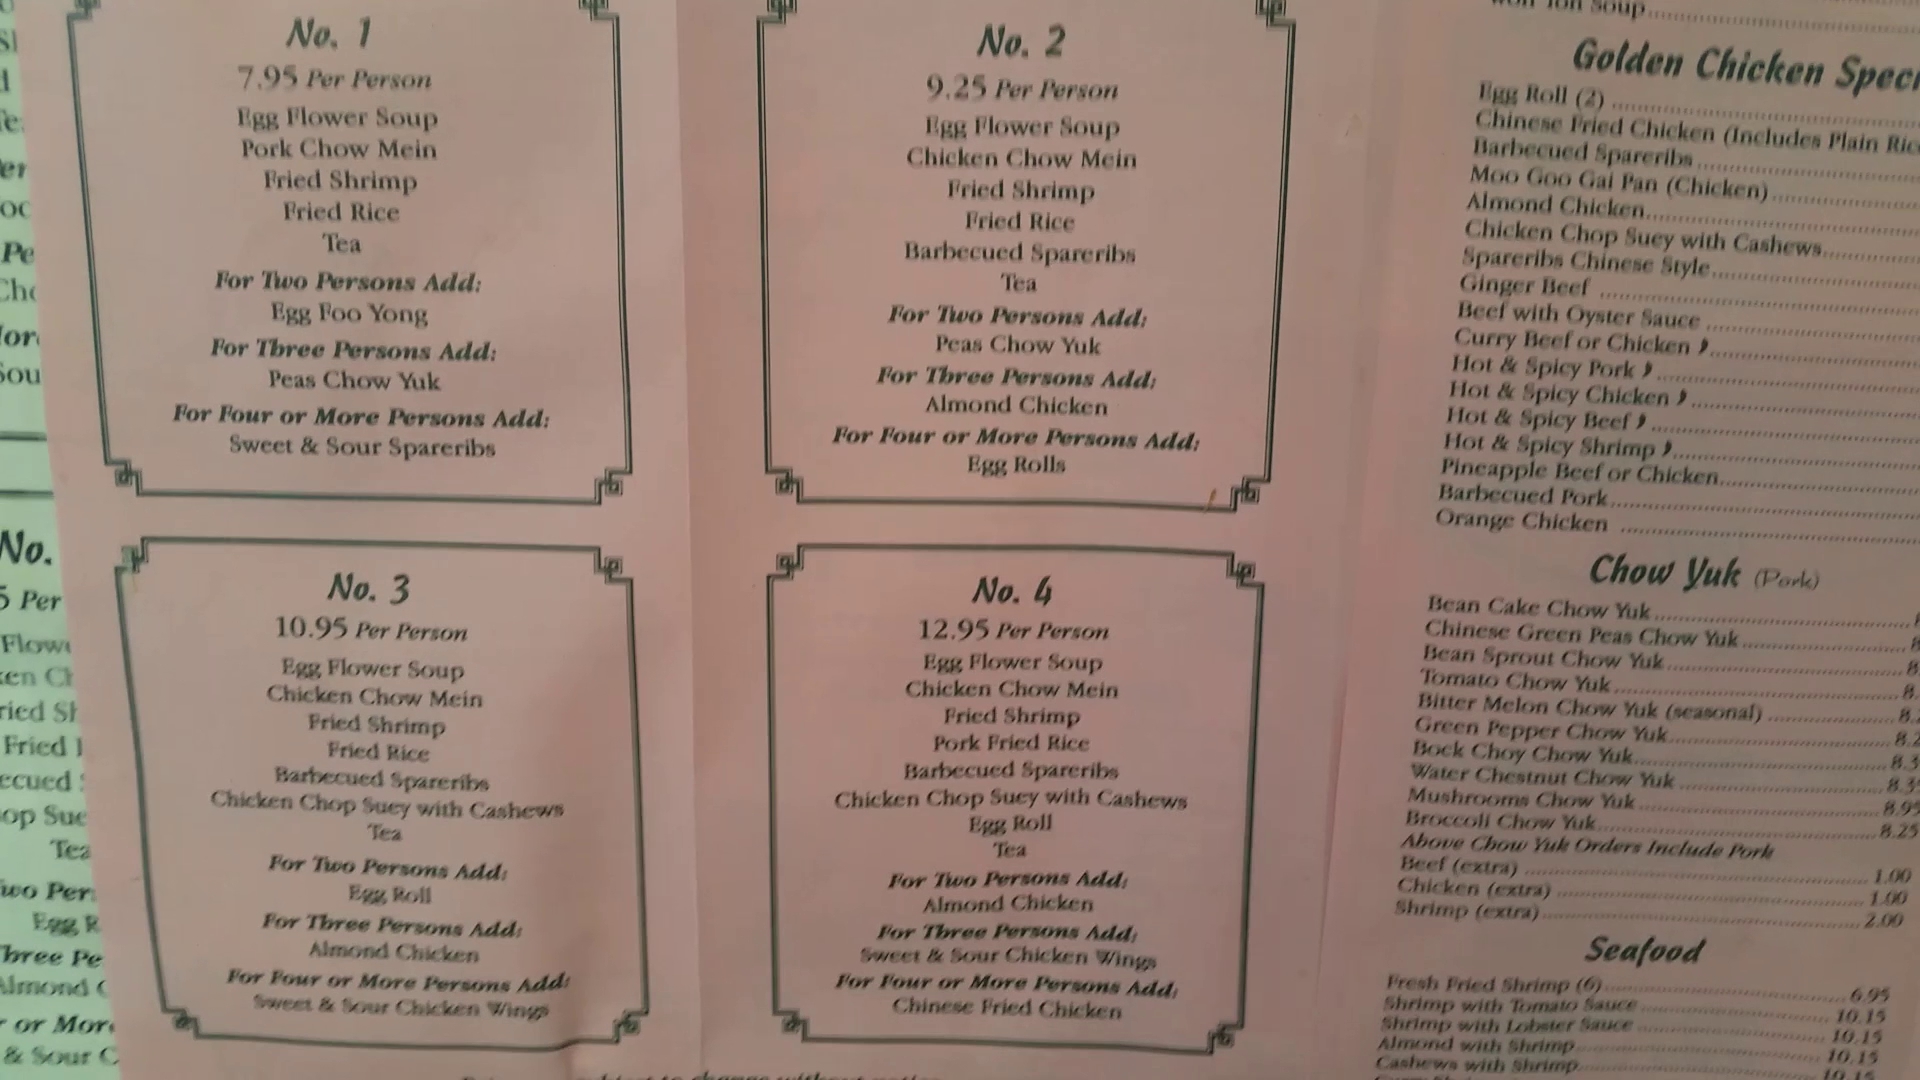 No. 1
7.95 Per Person
Egg Flower Soup
Pork Chow Mein
Fried Shrimp
Fried Rice
Tea
For Two Persons Add:
Egg Foo Yong
For Three Persons Add:
Peas Chow Yuk
For Four or More Persons Add:
Sweet & Sour Spareribs
No. 2
9.25 Per Person
Egg Flower Soup
Chicken Chow Mein
Fried Shrimp
Fried Rice
Barbecued Spareribs
Tea
For Two Persons Add:
Peas Chow Yuk
For Three Persons Add:
Almond Chicken
For Four or More Persons Add:
Egg Rolls
No. 3
10.95 Per Person
Egg Flower Soup
Chicken Chow Mein
Fried Shrimp
Fried Rice
Barbecued Spareribs
Chicken Chop Suey with Cashews
Tea
For Two Persons Add:
Egg Roll
For Three Persons Add:
Almond Chicken
For Four or More Persons Add:
Sweet & Sour Chicken Wings
No. 4
12.95 Per Person
Egg Flower Soup
Chicken Chow Mein
Fried Shrimp
Pork Fried Rice
Barbecued Spareribs
Chicken Chop Suey with Cashews
Egg Roll
Tea
For Two Persons Add:
Almond Chicken
For Three Persons Add:
Sweet & Sour Chicken Wings
For Four or More Persons Add:
Chinese Fried Chicken
Soup
Golden Chicken
Egg Roll (2)
Chinese Fried Chicken (Includes Plain
Barbecued Spareribs
Moo Goo Gai Pan (Chicken)
Almond Chicken
Chicken Chop Suey with Cashews
Spareribs Chinese Style
Ginger Beef
Beef with Oyster Sauce
Curry Beef or Chicken
Hot & Spicy Pork
Hot & Spicy Chicken
Hot & Spicy Beef
Hot & Spicy Shrimp
Pineapple Beef or Chicken
Barbecued Pork
Orange Chicken
Chow Yuk (Pork)
Bean Cake Chow Yuk
Chinese Green Peas Chow Yuk
Bean Sprout Chow Yuk
Tomato Chow Yuk
Bitter Melon Chow Yuk (seasonal)
Green Pepper Chow Yuk
Bock Choy Chow Yuk
Water Chestnut Chow Yuk
Mushrooms Chow Yuk 8.95
Broccoli Chow Yuk 8.25
Above Chow Yuk Orders Include Pork
Beef (extra) 1.00
Chicken (extra) 1.00
Shrimp (extra) 2.00
Seafood
Fresh Fried Shrimp (6) 6.95
Shrimp with Tomato Sauce 10.15
Shrimp with Lobster Sauce 10.15
Almond with Shrimp 10.15
Cashews with Shrimp 10.15